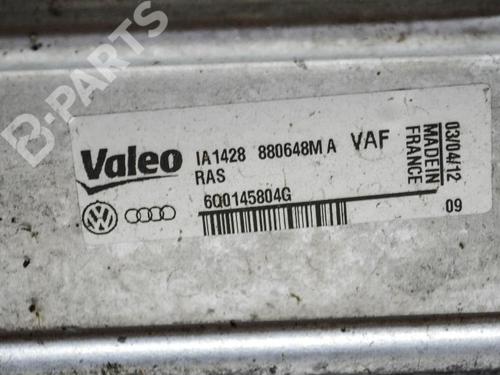 B-PARTS
Valeo IA1428 880648M A VAF
RAS
6Q0145804G
03/04/12
MADE IN
FRANCE
09